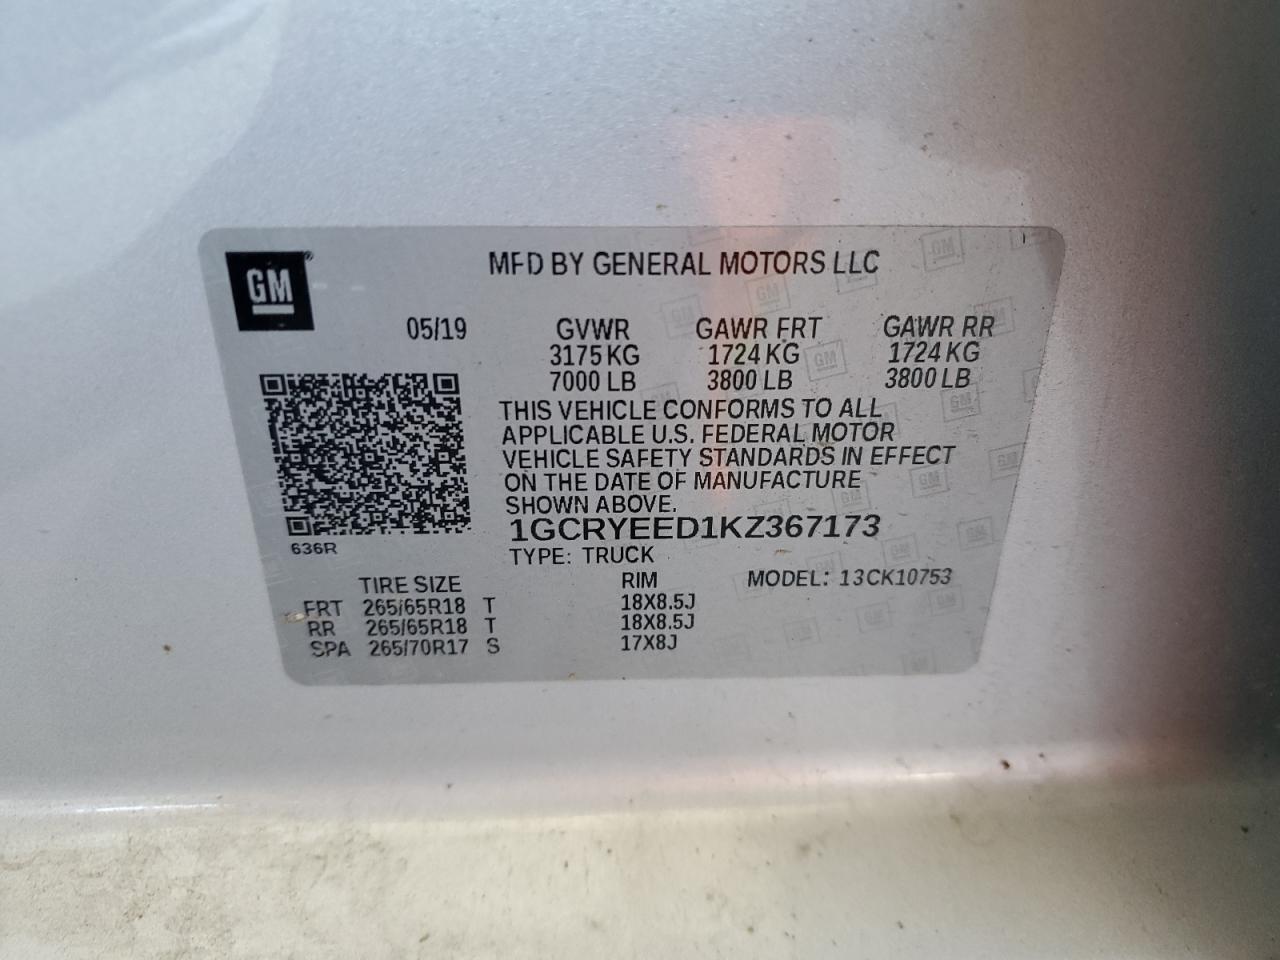 GM
MFD BY GENERAL MOTORS LLC
05/19 GVWR GAWR FRT GAWR RR
3175 KG 1724 KG 1724 KG
7000 LB 3800 LB 3800 LB
THIS VEHICLE CONFORMS TO ALL
APPLICABLE U.S. FEDERAL MOTOR
VEHICLE SAFETY STANDARDS IN EFFECT
ON THE DATE OF MANUFACTURE
SHOWN ABOVE.
1GCRYEED1KZ367173
636R
TYPE: TRUCK
TIRE SIZE RIM MODEL: 13CK10753
FRT 265/65R18 T 18X8.5J
RR 265/65R18 T 18X8.5J
SPA 265/70R17 S 17X8J